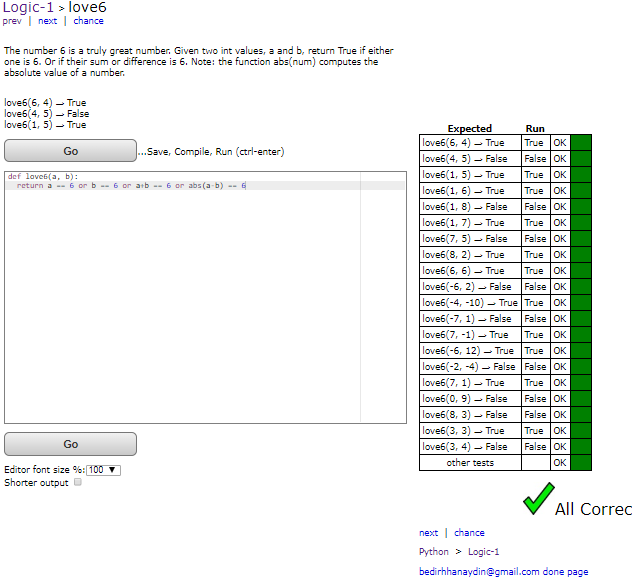 Logic-1 > love6
prev | next | chance
The number 6 is a truly great number. Given two int values, a and b, return True if either
one is 6. Or if their sum or difference is 6. Note: the function abs(num) computes the
absolute value of a number.
love6(6, 4) → True
love6(4, 5) → False
love6(1, 5) → True
Go
...Save, Compile, Run (ctrl-enter)
def love6(a, b):
return a == 6 or b == 6 or a+b == 6 or abs(a-b) == 6
Go
Editor font size %: 100 ▼
Shorter output
Expected Run
love6(6, 4) → True True OK
love6(4, 5) → False False OK
love6(1, 5) → True True OK
love6(1, 6) → True True OK
love6(1, 8) → False False OK
love6(1, 7) → True True OK
love6(7, 5) → False False OK
love6(8, 2) → True True OK
love6(6, 6) → True True OK
love6(-6, 2) → False False OK
love6(-4, -10) → True True OK
love6(-7, 1) → False False OK
love6(7, -1) → True True OK
love6(-6, 12) → True True OK
love6(-2, -4) → False False OK
love6(7, 1) → True True OK
love6(0, 9) → False False OK
love6(8, 3) → False False OK
love6(3, 3) → True True OK
love6(3, 4) → False False OK
other tests OK
All Correc
next | chance
Python > Logic-1
bedirhhanaydin@gmail.com done page